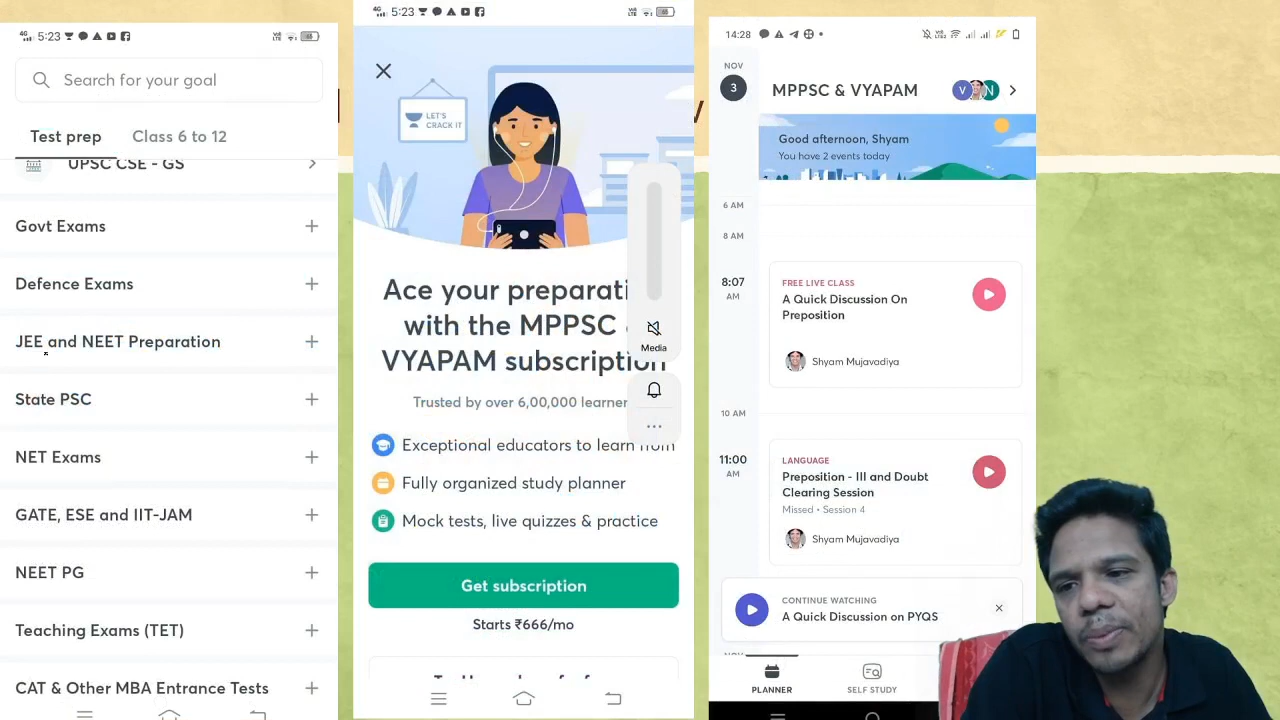 5:23
Search for your goal
Test prep
Class 6 to 12
UPSC CSE - GS
Govt Exams
Defence Exams
JEE and NEET Preparation
State PSC
NET Exams
GATE, ESE and IIT-JAM
NEET PG
Teaching Exams (TET)
CAT & Other MBA Entrance Tests
5:23
LET'S
CRACK IT
Ace your preparati
with the MPPSC
VYAPAM subscription
Trusted by over 6,00,000 learner
Exceptional educators to learn from
Fully organized study planner
Mock tests, live quizzes & practice
Get subscription
Starts ₹666/mo
Media
14:28
NOV
3
MPPSC & VYAPAM
V
N
Good afternoon, Shyam
You have 2 events today
6 AM
8 AM
8:07
AM
FREE LIVE CLASS
A Quick Discussion On
Preposition
Shyam Mujavadiya
10 AM
11:00
AM
LANGUAGE
Preposition - III and Doubt
Clearing Session
Missed • Session 4
Shyam Mujavadiya
CONTINUE WATCHING
A Quick Discussion on PYQS
PLANNER
SELF STUDY